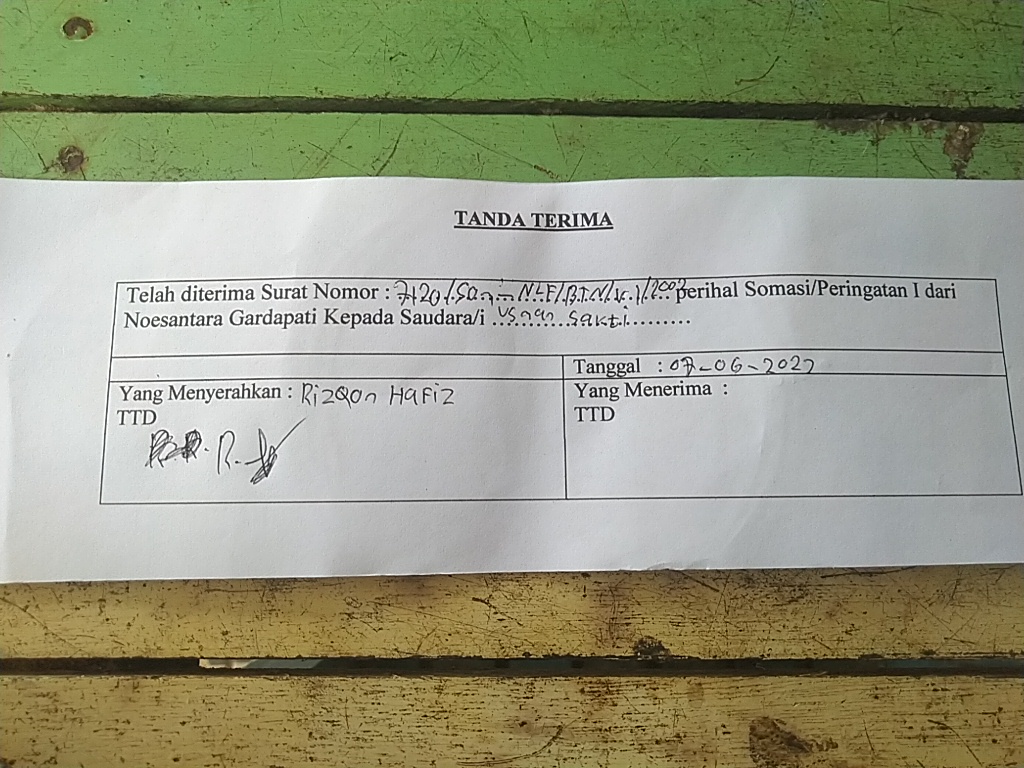 TANDA TERIMA
Telah diterima Surat Nomor : perihal Somasi/Peringatan I dari
Noesantara Gardapati Kepada Saudara/i usnan sakti
Tanggal : 07-06-2022
Yang Menyerahkan : Rizqon Hafiz
Yang Menerima :
TTD
TTD